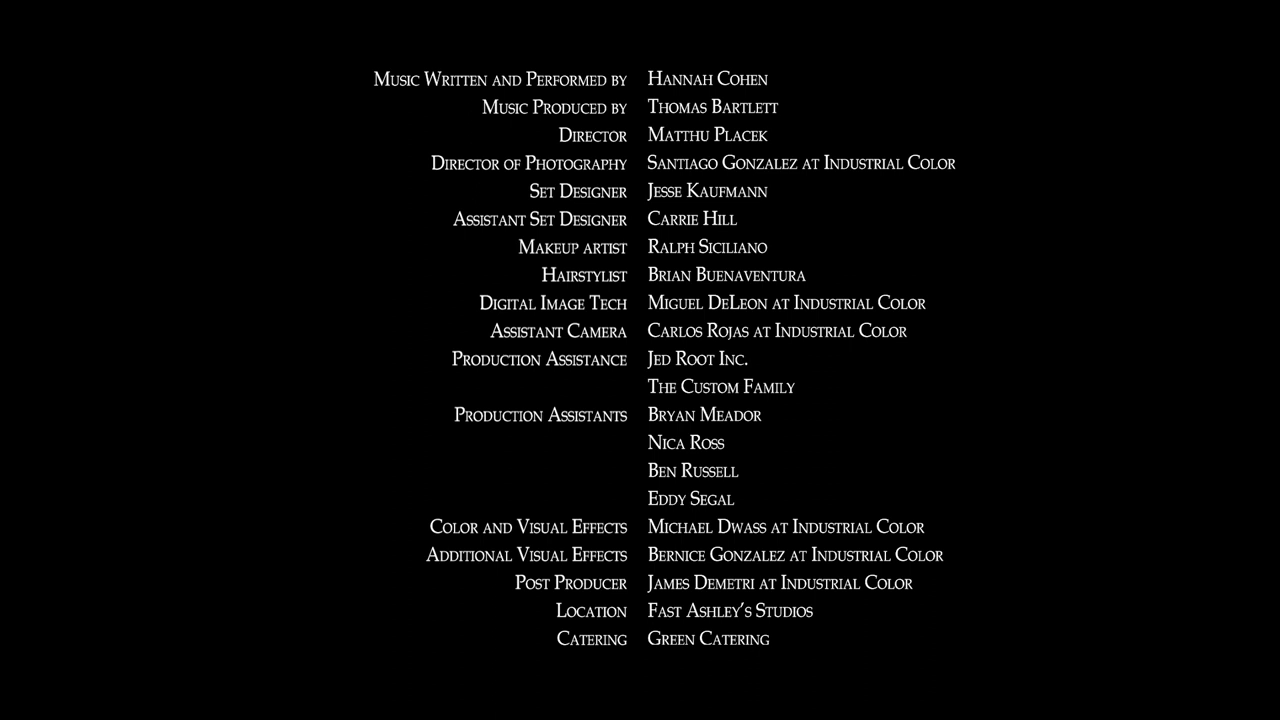 Music Written and Performed by Hannah Cohen
Music Produced by Thomas Bartlett
Director Matthu Placek
Director of Photography Santiago Gonzalez at Industrial Color
Set Designer Jesse Kaufmann
Assistant Set Designer Carrie Hill
Makeup artist Ralph Siciliano
Hairstylist Brian Buenaventura
Digital Image Tech Miguel DeLeon at Industrial Color
Assistant Camera Carlos Rojas at Industrial Color
Production Assistance Jed Root Inc.
The Custom Family
Production Assistants Bryan Meador
Nica Ross
Ben Russell
Eddy Segal
Color and Visual Effects Michael Dwass at Industrial Color
Additional Visual Effects Bernice Gonzalez at Industrial Color
Post Producer James Demetri at Industrial Color
Location Fast Ashley's Studios
Catering Green Catering